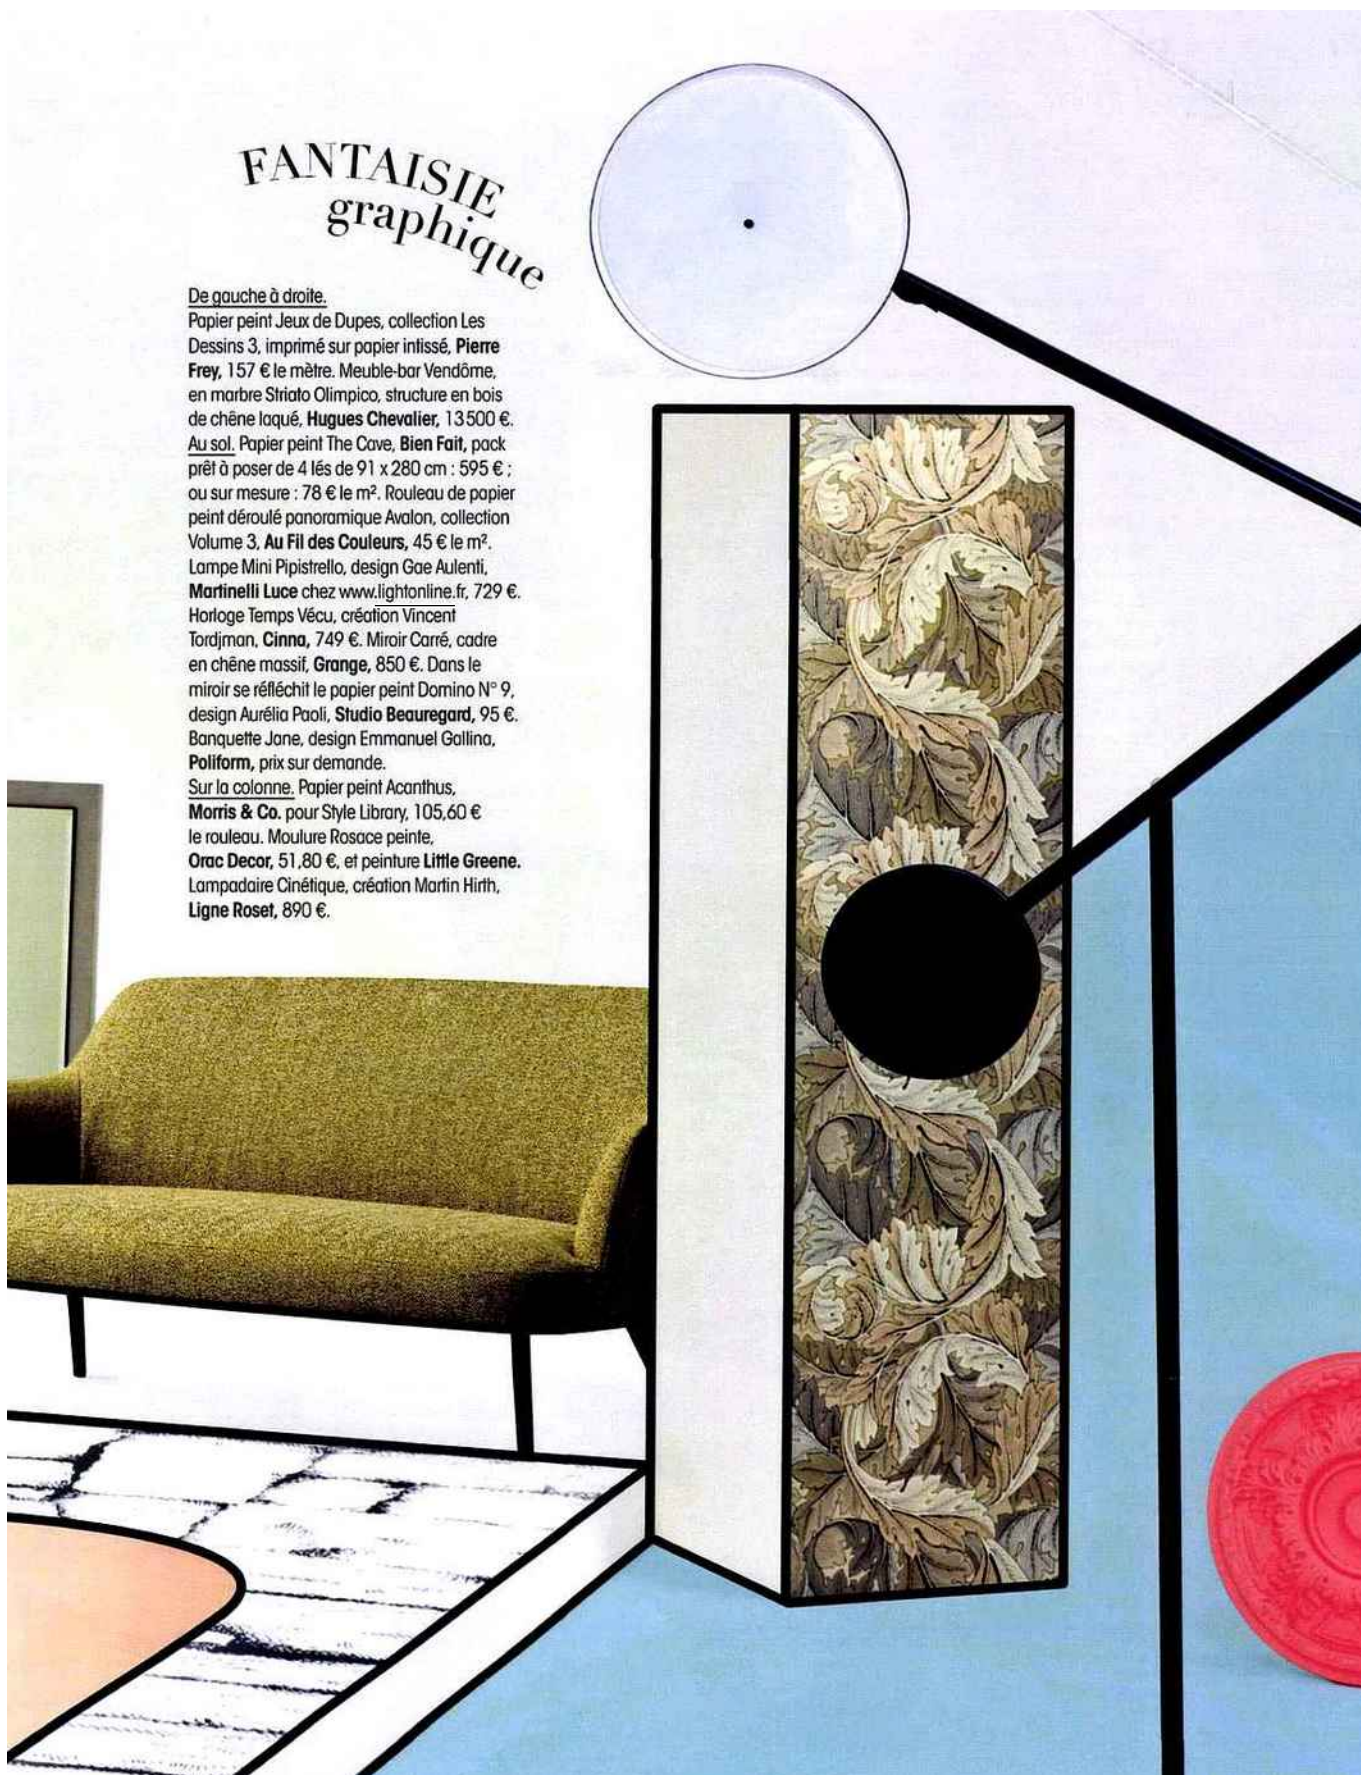 FANTAISIE
graphique
De gauche à droite.
Papier peint Jeux de Dupes, collection Les
Dessins 3, imprimé sur papier intissé, Pierre
Frey, 157 € le mètre. Meuble-bar Vendôme,
en marbre Striato Olimpico, structure en bois
de chêne laqué, Hugues Chevalier, 13 500 €.
Au sol. Papier peint The Cave, Bien Fait, pack
prêt à poser de 4 lés de 91 x 280 cm : 595 € ;
ou sur mesure : 78 € le m². Rouleau de papier
peint déroulé panoramique Avalon, collection
Volume 3, Au Fil des Couleurs, 45 € le m².
Lampe Mini Pipistrello, design Gae Aulenti,
Martinelli Luce chez www.lightonline.fr, 729 €.
Horloge Temps Vécu, création Vincent
Tordjman, Cinna, 749 €. Miroir Carré, cadre
en chêne massif, Grange, 850 €. Dans le
miroir se réfléchit le papier peint Domino N° 9,
design Aurélia Paoli, Studio Beauregard, 95 €.
Banquette Jane, design Emmanuel Gallina,
Poliform, prix sur demande.
Sur la colonne. Papier peint Acanthus,
Morris & Co. pour Style Library, 105,60 €
le rouleau. Moulure Rosace peinte,
Orac Decor, 51,80 €, et peinture Little Greene.
Lampadaire Cinétique, création Martin Hirth,
Ligne Roset, 890 €.